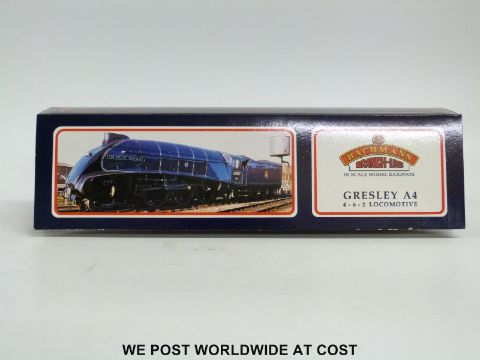 BACHMANN
BRANCH-LINE
00 SCALE MODEL RAILWAYS
GRESLEY A4
4-6-2 LOCOMOTIVE
WE POST WORLDWIDE AT COST